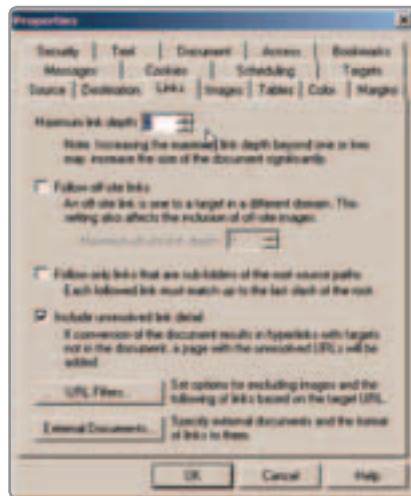 Properties
Security Text Document Access Bookmarks
Messages Cookies Scheduling Targets
Source Destination Links Images Tables Color Margins
Maximum link depth:
Note: Increasing the maximum link depth beyond one or two
may increase the size of the document significantly.
Follow off site links
An off site link is one to a target in a different domain. This
setting also affects the inclusion of off-site images.
Maximum off-site link depth:
Follow only links that are sub-folders of the root source paths
Each followed link must match up to the last slash of the root.
Include unresolved link detail
If conversion of the document results in hyperlinks with targets
not in the document, a page with the unresolved URLs will be
added.
URL Filters...
Set options for excluding images and the
following of links based on the target URL.
External Documents...
Specify external documents and the format
of links to them.
OK Cancel Help